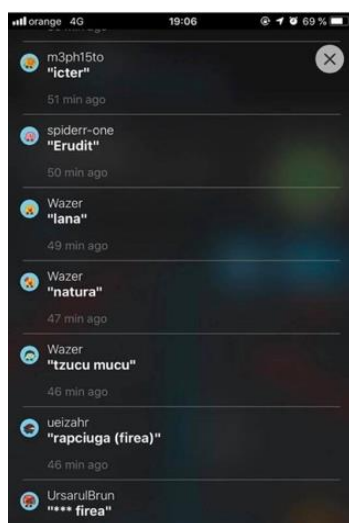 orange 4G 19:06 69 %
m3ph15to
"icter"
51 min ago
spiderr-one
"Erudit"
50 min ago
Wazer
"lana"
49 min ago
Wazer
"natura"
47 min ago
Wazer
"tzucu mucu"
46 min ago
ueizahr
"rapciuga (firea)"
46 min ago
UrsarulBrun
"*** firea"